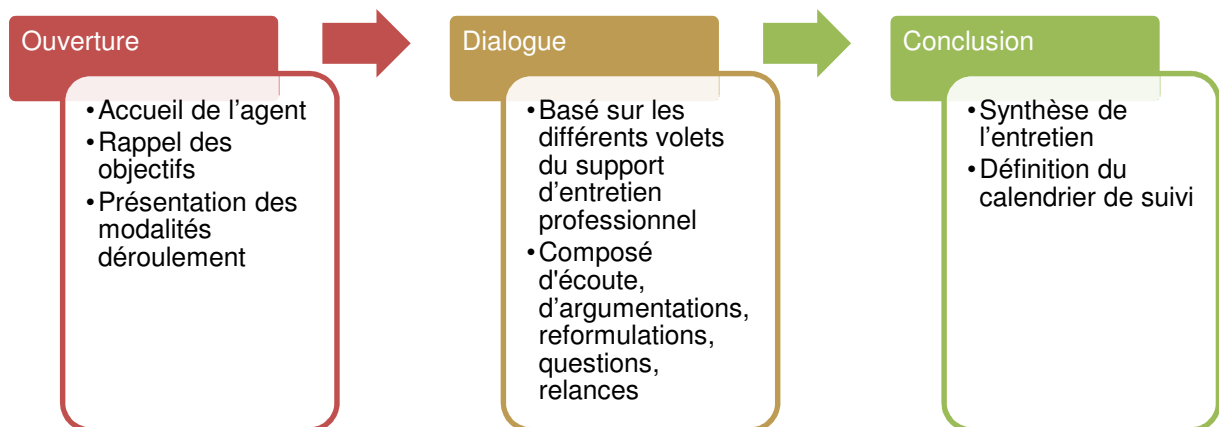 Ouverture
•Accueil de l’agent
•Rappel des
objectifs
•Présentation des
modalités
déroulement
Dialogue
•Basé sur les
différents volets
du support
d’entretien
professionnel
•Composé
d'écoute,
d’argumentations,
reformulations,
questions,
relances
Conclusion
•Synthèse de
l’entretien
•Définition du
calendrier de suivi